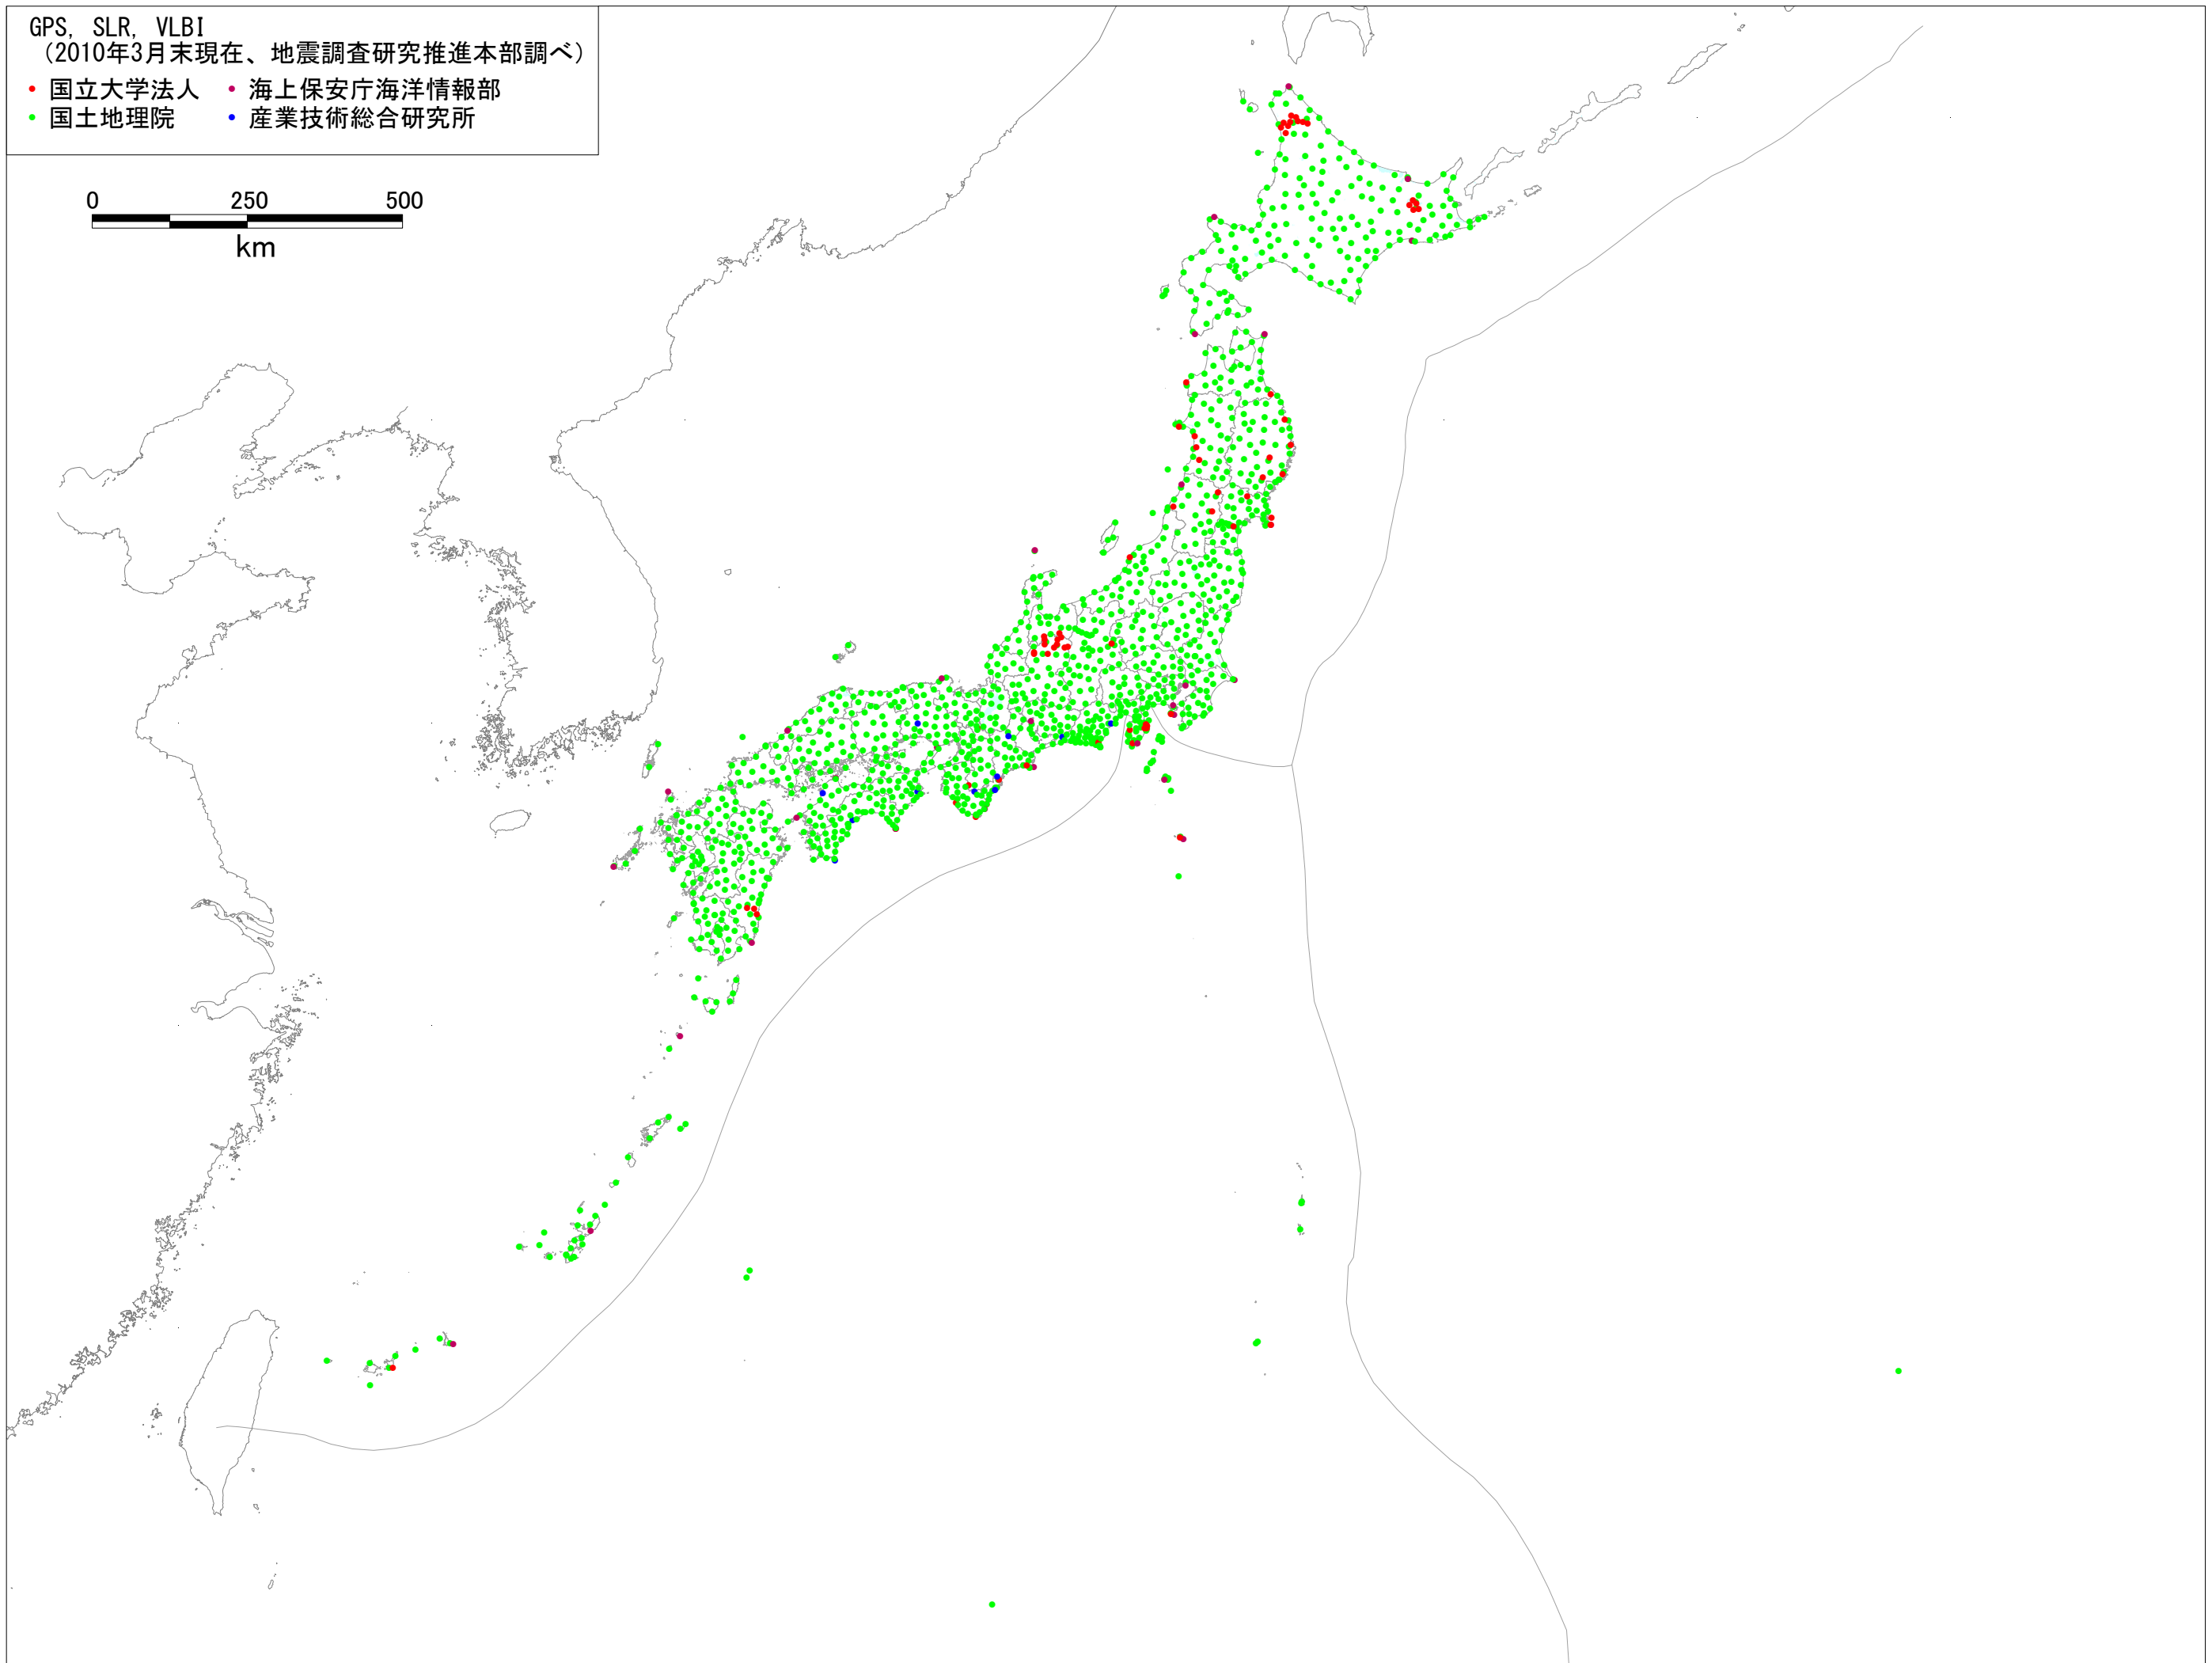 GPS, SLR, VLBI
（2010年3月末現在、地震調査研究推進本部調べ）
国立大学法人 海上保安庁海洋情報部
国土地理院 産業技術総合研究所
0 250 500
km